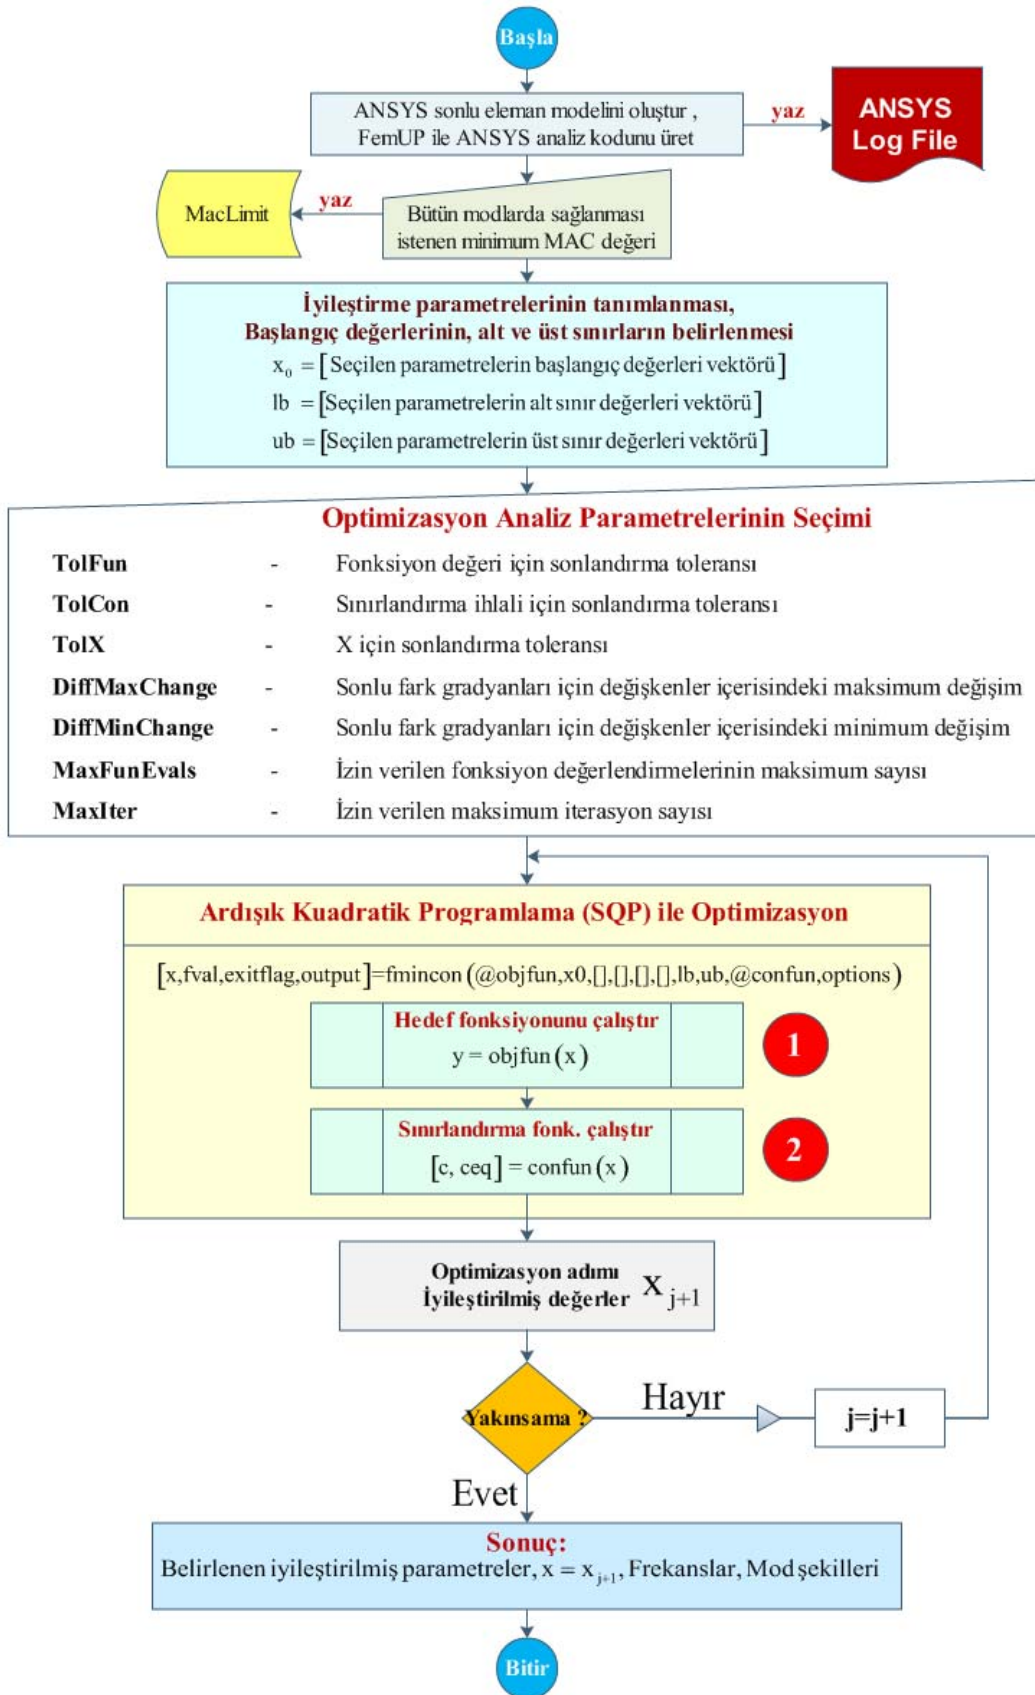 Başla
ANSYS sonlu eleman modelini oluştur ,
FemUP ile ANSYS analiz kodunu üret
yaz
ANSYS
Log File
MacLimit
yaz
Bütün modlarda sağlanması
istenen minimum MAC değeri
İyileştirme parametrelerinin tanımlanması,
Başlangıç değerlerinin, alt ve üst sınırların belirlenmesi
x₀ = [Seçilen parametrelerin başlangıç değerleri vektörü]
lb = [Seçilen parametrelerin alt sınır değerleri vektörü]
ub = [Seçilen parametrelerin üst sınır değerleri vektörü]
Optimizasyon Analiz Parametrelerinin Seçimi
TolFun - Fonksiyon değeri için sonlandırma toleransı
TolCon - Sınırlandırma ihlali için sonlandırma toleransı
TolX - X için sonlandırma toleransı
DiffMaxChange - Sonlu fark gradyanları için değişkenler içerisindeki maksimum değişim
DiffMinChange - Sonlu fark gradyanları için değişkenler içerisindeki minimum değişim
MaxFunEvals - İzin verilen fonksiyon değerlendirmelerinin maksimum sayısı
MaxIter - İzin verilen maksimum iterasyon sayısı
Ardışık Kuadratik Programlama (SQP) ile Optimizasyon
[x,fval,exitflag,output]=fmincon(@objfun,x0,[],[],[],[],lb,ub,@confun,options)
Hedef fonksiyonunu çalıştır
y = objfun(x)
1
Sınırlandırma fonk. çalıştır
[c, ceq] = confun(x)
2
Optimizasyon adımı
İyileştirilmiş değerler x j+1
Yakınsama ?
Hayır
j=j+1
Evet
Sonuç:
Belirlenen iyileştirilmiş parametreler, x = x j+1, Frekanslar, Mod şekilleri
Bitir